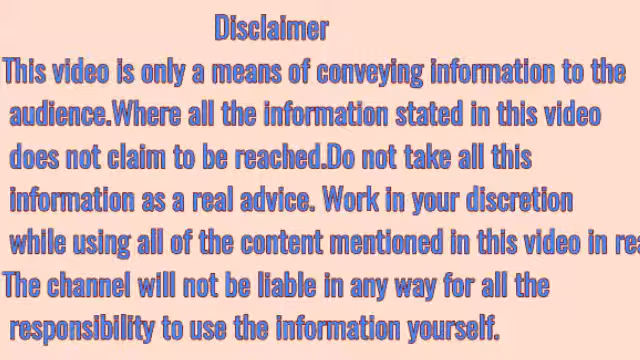 Disclaimer
This video is only a means of conveying information to the
audience.Where all the information stated in this video
does not claim to be reached.Do not take all this
information as a real advice. Work in your discretion
while using all of the content mentioned in this video in
The channel will not be liable in any way for all the
responsibility to use the information yourself.